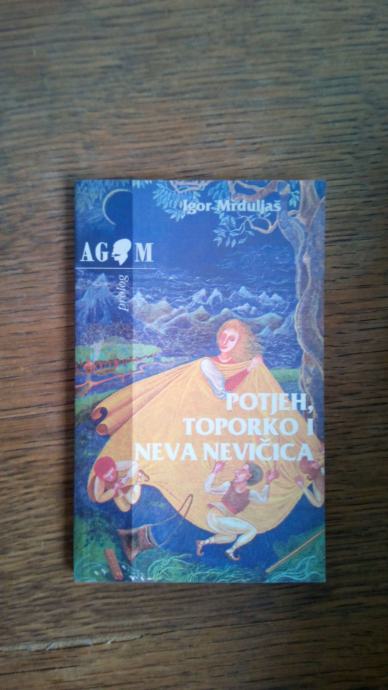 Igor Mrduljaš
AGM
prolog
POTJEH,
TOPORKO I
NEVA NEVIČICA